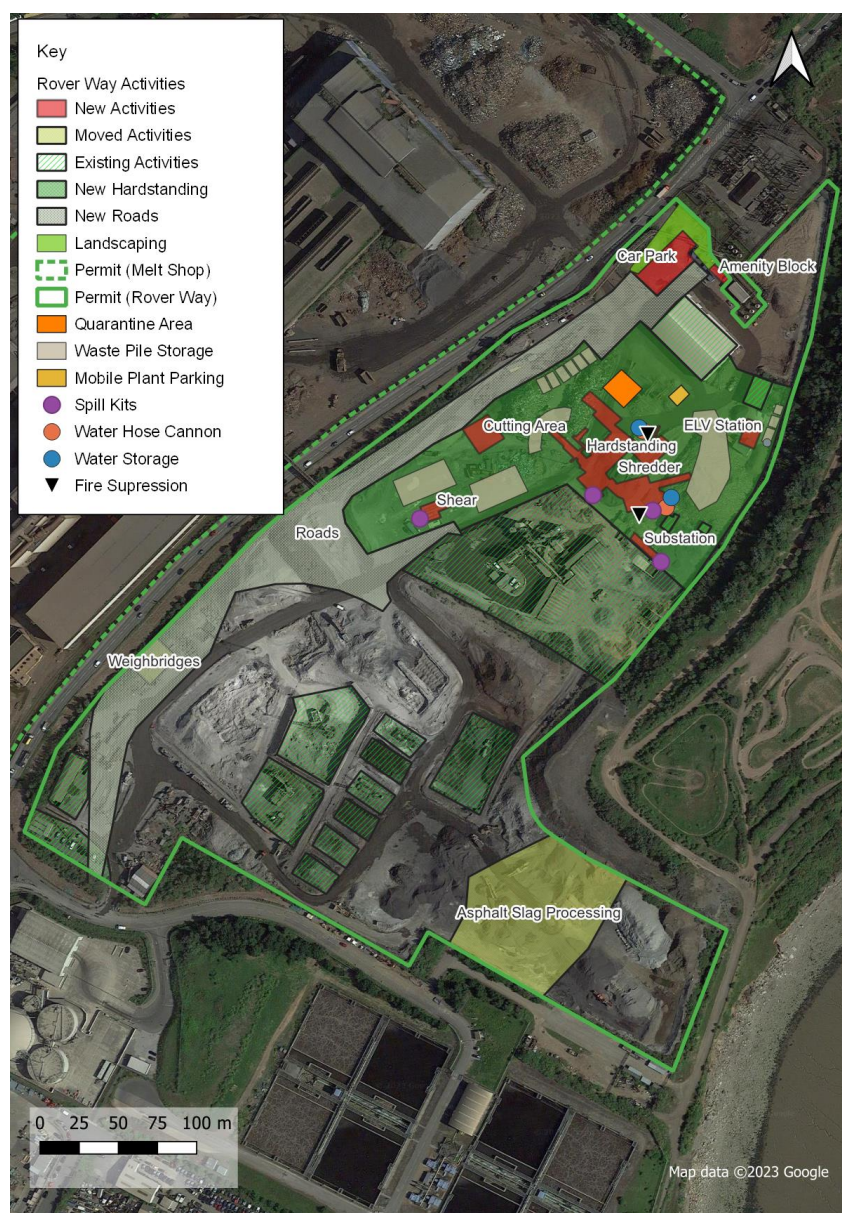 Key
Rover Way Activities
New Activities
Moved Activities
Existing Activities
New Hardstanding
New Roads
Landscaping
Permit (Melt Shop)
Permit (Rover Way)
Quarantine Area
Waste Pile Storage
Mobile Plant Parking
Spill Kits
Water Hose Cannon
Water Storage
Fire Supression
Car Park
Amenity Block
Cutting Area
ELV Station
Hardstanding
Shredder
Shear
Roads
Substation
Weighbridges
Asphalt Slag Processing
0 25 50 75 100 m
Map data ©2023 Google